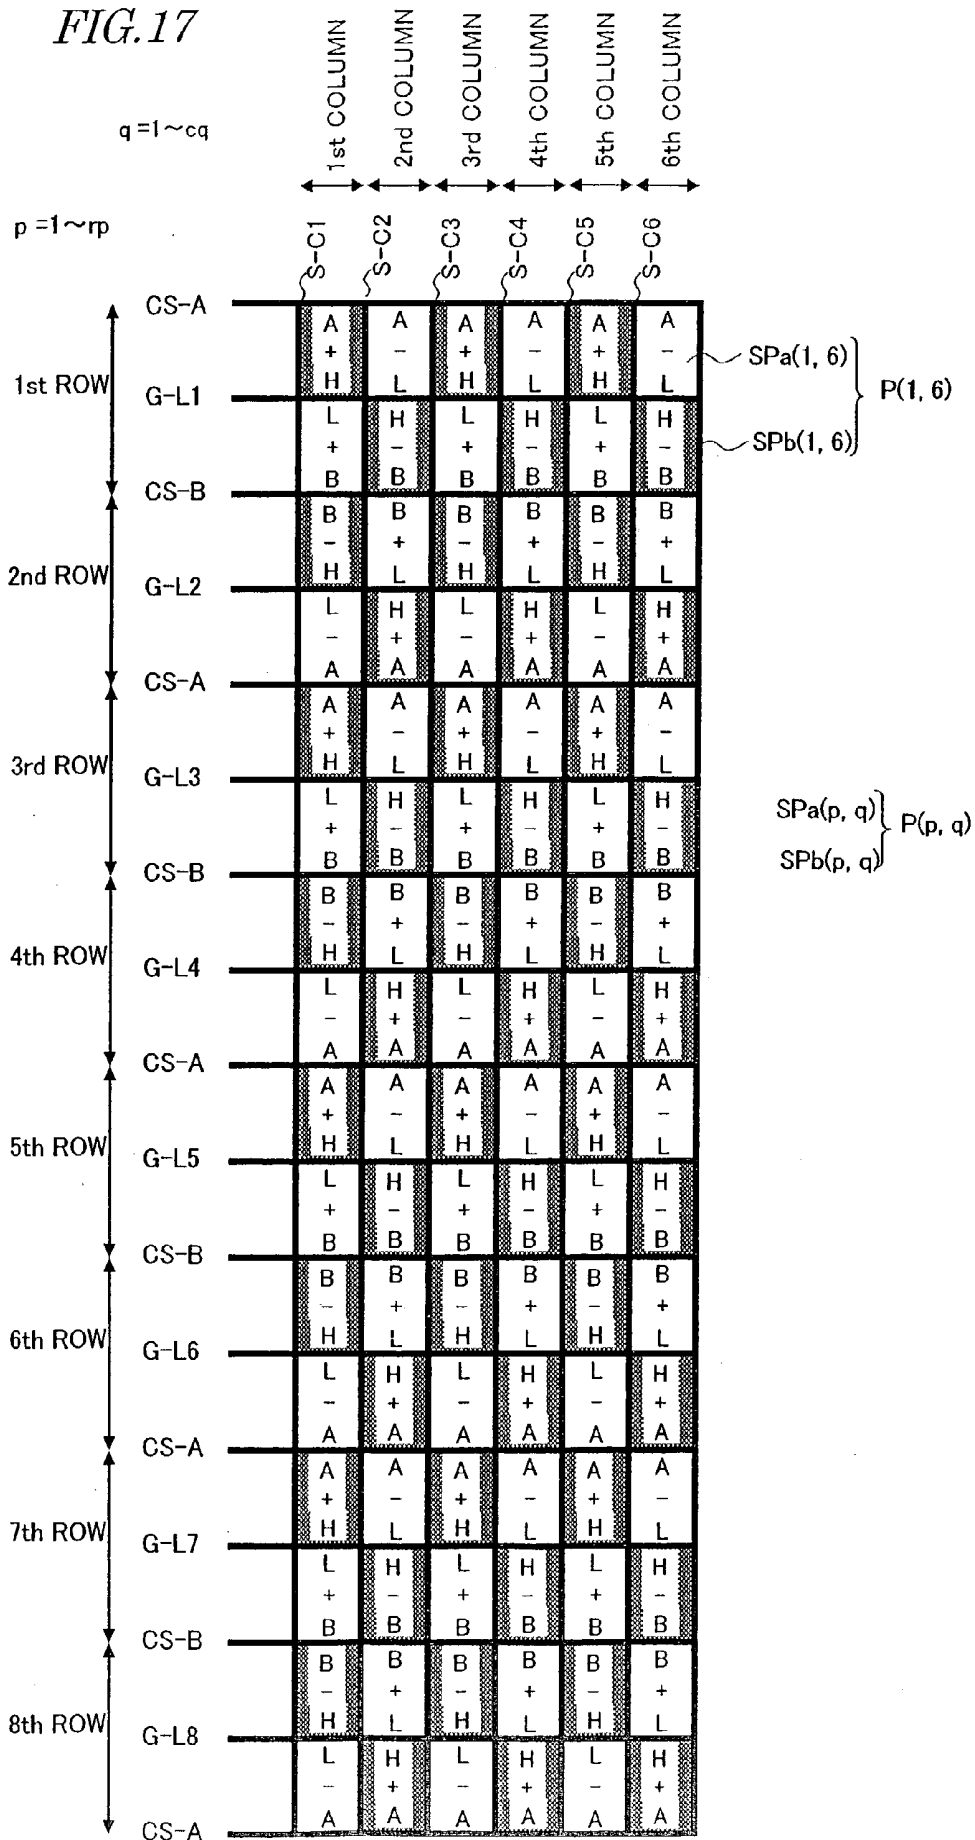 FIG.17
q =1~cq
1st COLUMN
2nd COLUMN
3rd COLUMN
4th COLUMN
5th COLUMN
6th COLUMN
p =1~rp
S-C1
S-C2
S-C3
S-C4
S-C5
S-C6
CS-A
A A A A A A
+ - + - + -
H L H L H L
SPa(1, 6)
1st ROW
P(1, 6)
G-L1
L H L H L H
+ - + - + -
B B B B B B
SPb(1, 6)
CS-B
B B B B B B
- + - + - +
H L H L H L
2nd ROW
G-L2
L H L H L H
- + - + - +
A A A A A A
CS-A
A A A A A A
+ - + - + -
H L H L H L
3rd ROW
G-L3
L H L H L H
+ - + - + -
B B B B B B
SPa(p, q)
P(p, q)
SPb(p, q)
CS-B
B B B B B B
- + - + - +
H L H L H L
4th ROW
G-L4
L H L H L H
- + - + - +
A A A A A A
CS-A
A A A A A A
+ - + - + -
H L H L H L
5th ROW
G-L5
L H L H L H
+ - + - + -
B B B B B B
CS-B
B B B B B B
- + - + - +
H L H L H L
6th ROW
G-L6
L H L H L H
- + - + - +
A A A A A A
CS-A
A A A A A A
+ - + - + -
H L H L H L
7th ROW
G-L7
L H L H L H
+ - + - + -
B B B B B B
CS-B
B B B B B B
- + - + - +
H L H L H L
8th ROW
G-L8
L H L H L H
- + - + - +
A A A A A A
CS-A